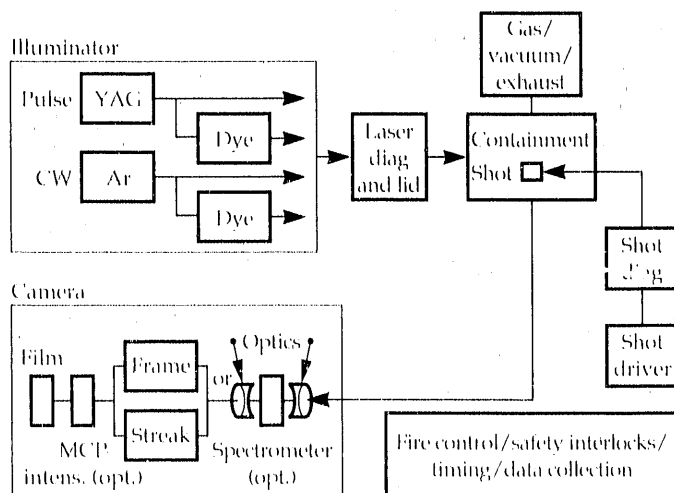 Illuminator
Pulse
YAG
Dye
CW
Ar
Dye
Laser
diag
and lid
Gas/
vacuum/
exhaust
Containment
Shot
Shot
diag
Shot
driver
Camera
Film
Frame
or
Optics
Streak
MCP
intens. (opt.)
Spectrometer
(opt.)
Fire control/safety interlocks/
timing/data collection